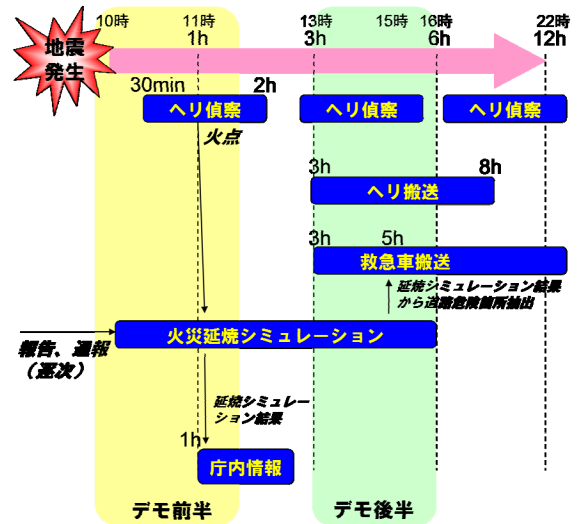 10時
11時
13時
15時
16時
22時
1h
3h
6h
12h
地震
発生
30min
2h
ヘリ偵察
ヘリ偵察
ヘリ偵察
火点
3h
8h
ヘリ搬送
3h
5h
救急車搬送
延焼シミュレーション結果
から道路危険箇所抽出
火災延焼シミュレーション
報告、通報
（逐次）
延焼シミュレー
ション結果
1h
庁内情報
デモ前半
デモ後半